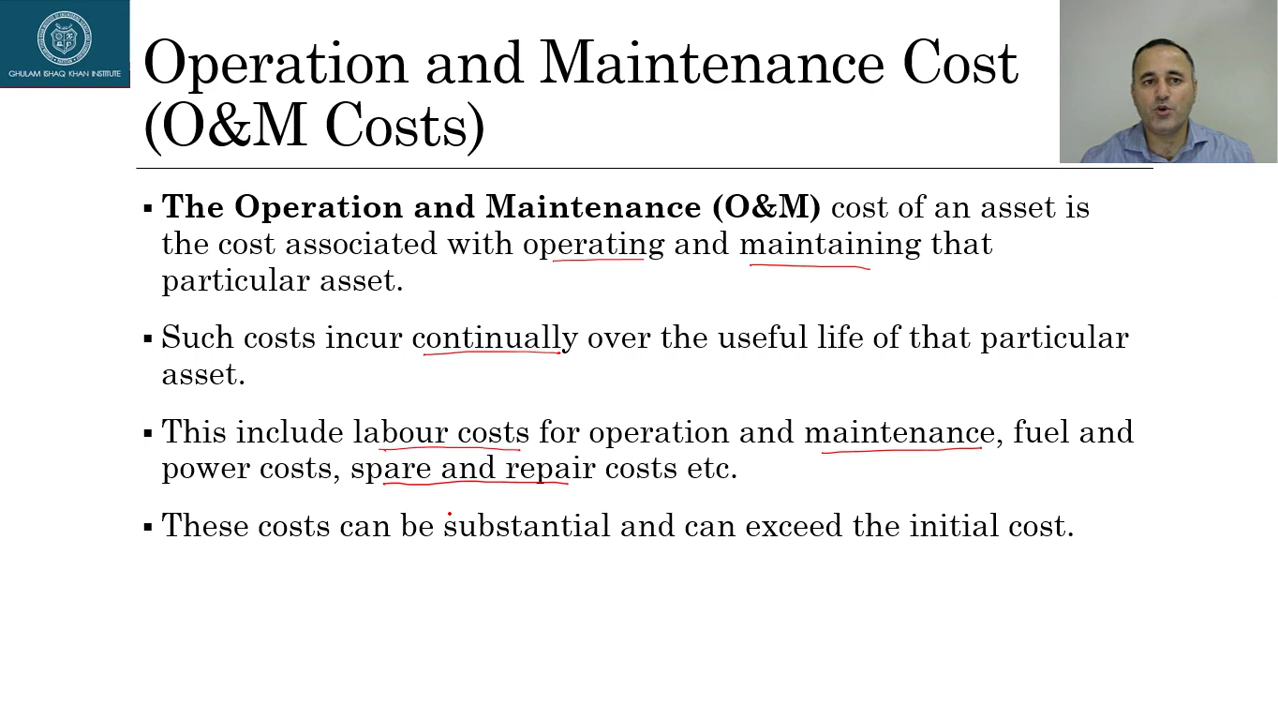 GHULAM ISHAQ KHAN INSTITUTE
Operation and Maintenance Cost
(O&M Costs)
▪ The Operation and Maintenance (O&M) cost of an asset is
the cost associated with operating and maintaining that
particular asset.
▪ Such costs incur continually over the useful life of that particular
asset.
▪ This include labour costs for operation and maintenance, fuel and
power costs, spare and repair costs etc.
▪ These costs can be substantial and can exceed the initial cost.